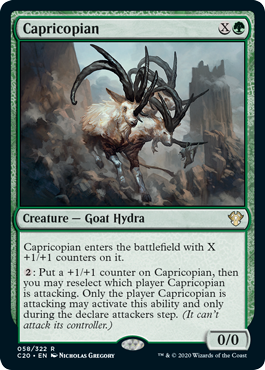 Capricopian X
Creature — Goat Hydra
Capricopian enters the battlefield with X
+1/+1 counters on it.
2: Put a +1/+1 counter on Capricopian, then
you may reselect which player Capricopian
is attacking. Only the player Capricopian is
attacking may activate this ability and only
during the declare attackers step. (It can't
attack its controller.)
0/0
058/322 R
C20 • EN Nicholas Gregory
™ & © 2020 Wizards of the Coast